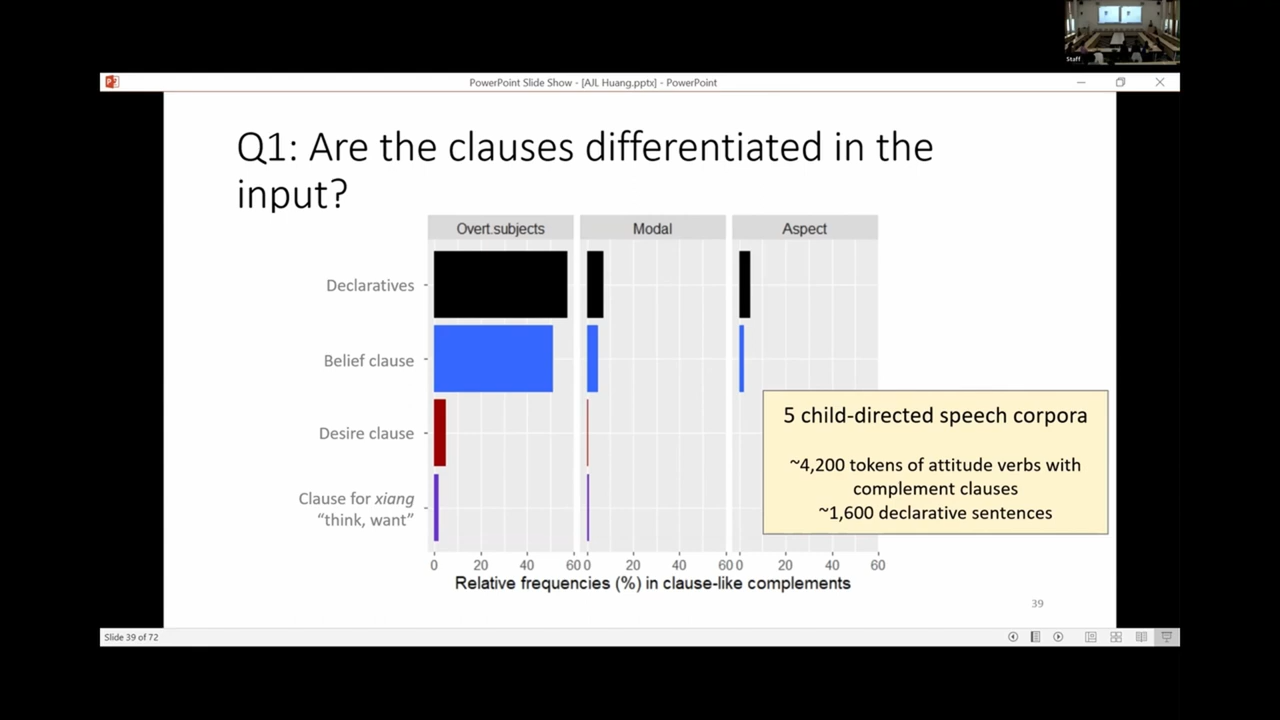 Staff
PowerPoint Slide Show - [AJL Huang.pptx] - PowerPoint
Q1: Are the clauses differentiated in the
input?
Overt.subjects Modal Aspect
Declaratives
Belief clause
Desire clause
Clause for xiang
“think, want”
5 child-directed speech corpora
~4,200 tokens of attitude verbs with
complement clauses
~1,600 declarative sentences
0 20 40 60 0 20 40 60 0 20 40 60
Relative frequencies (%) in clause-like complements
39
Slide 39 of 72